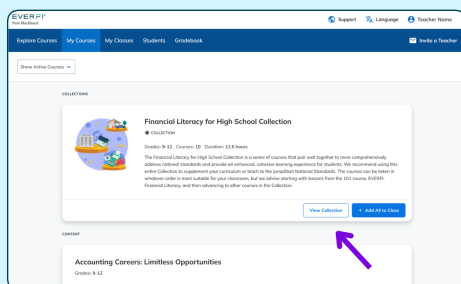 EVERFI®
from Blackbaud
Support Language Teacher Name
Explore Courses My Courses My Classes Students Gradebook Invite a Teacher
Show Active Courses
COLLECTIONS
Financial Literacy for High School Collection
COLLECTION
Grades: 9-12 Courses: 10 Duration: 12.5 hours
The Financial Literacy for High School Collection is a series of courses that pair well together to more comprehensively
address national standards and provide an enhanced, cohesive learning experience for students. We recommend using this
entire Collection to supplement your curriculum or teach to the JumpStart National Standards. The courses can be taken in
whatever order is most suitable for your classroom, but we advise starting with lessons from the 101 course, EVERFI:
Financial Literacy, and then advancing to other courses in the Collection.
View Collection + Add All to Class
CONTENT
Accounting Careers: Limitless Opportunities
Grades: 9-12